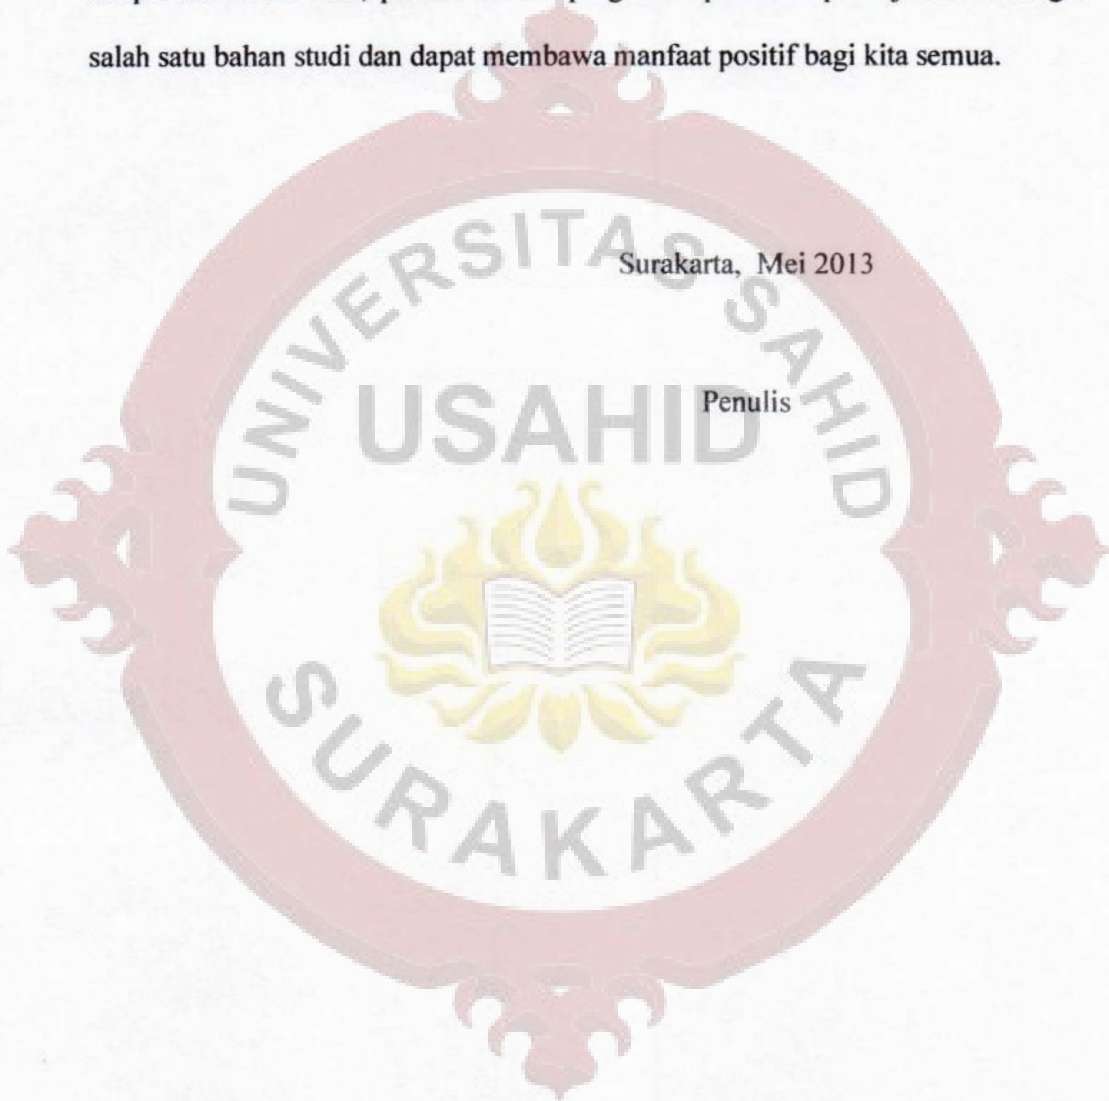 salah satu bahan studi dan dapat membawa manfaat positif bagi kita semua.
UNIVERSITAS SAHID
Surakarta, Mei 2013
Penulis
USAHID
SURAKARTA